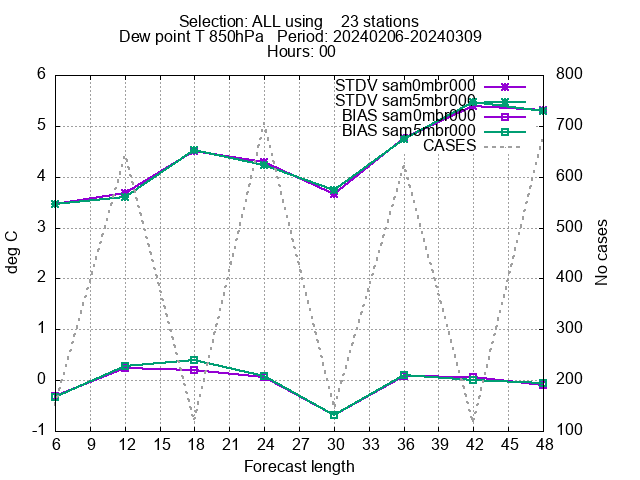 Selection: ALL using    23 stations
Dew point T 850hPa   Period: 20240206-20240309
Hours: 00
STDV sam0mbr000
STDV sam5mbr000
BIAS sam0mbr000
BIAS sam5mbr000
CASES
deg C
6
5
4
3
2
1
0
-1
800
700
600
500
400
300
200
100
No cases
6 9 12 15 18 21 24 27 30 33 36 39 42 45 48
Forecast length